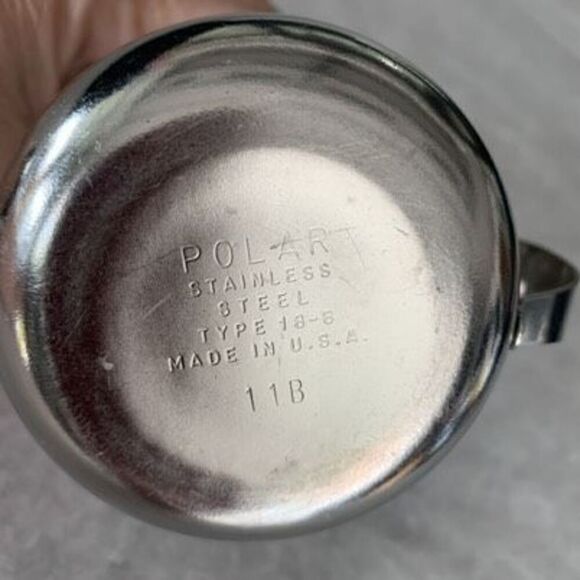 POLAR
STAINLESS
STEEL
TYPE 18-8
MADE IN U.S.A.
11B